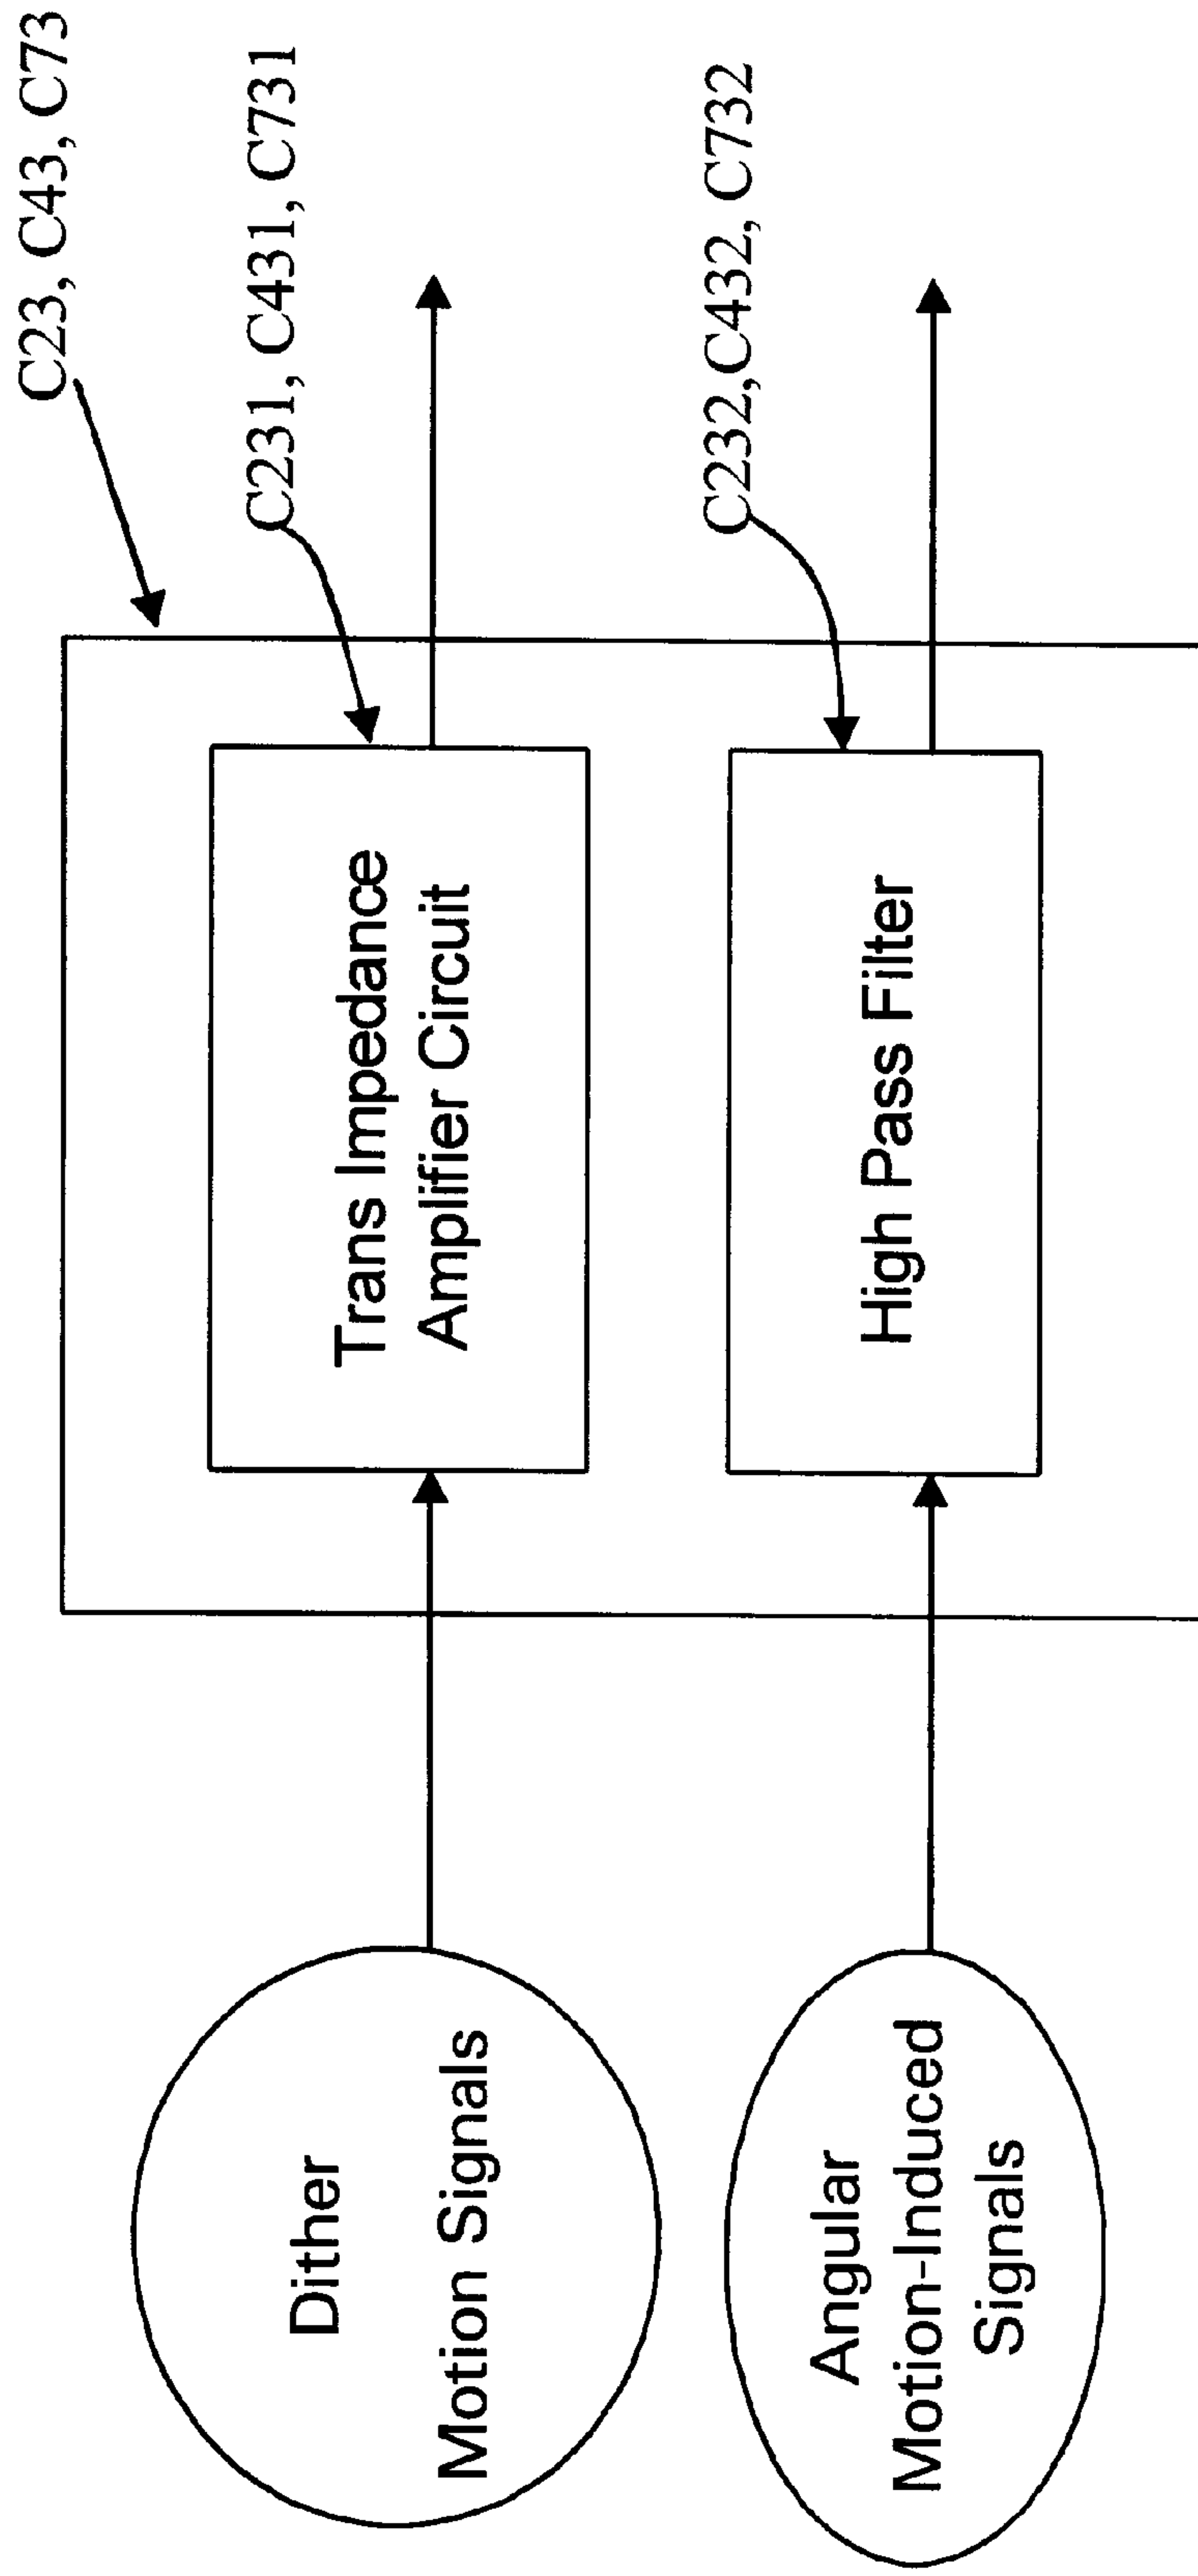 C23, C43, C73
C231, C431, C731
Trans Impedance
Amplifier Circuit
Dither
Motion Signals
C232,C432, C732
High Pass Filter
Angular
Motion-Induced
Signals